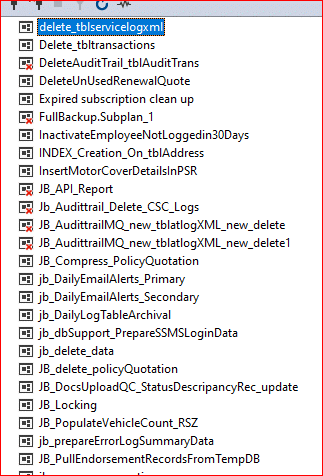 delete_tblservicelogxml
Delete_tbltransactions
DeleteAuditTrail_tblAuditTrans
DeleteUnUsedRenewalQuote
Expired subscription clean up
FullBackup.Subplan_1
InactivateEmployeeNotLoggedin30Days
INDEX_Creation_On_tblAddress
InsertMotorCoverDetailsInPSR
JB_API_Report
Jb_Audittrail_Delete_CSC_Logs
JB_AudittrailMQ_new_tblatlogXML_new_delete
JB_AudittrailMQ_new_tblatlogXML_new_delete1
JB_Compress_PolicyQuotation
jb_DailyEmailAlerts_Primary
jb_DailyEmailAlerts_Secondary
jb_DailyLogTableArchival
jb_dbSupport_PrepareSSMSLoginData
jb_delete_data
JB_delete_policyQuotation
JB_DocsUploadQC_StatusDescripancyRec_update
JB_Locking
JB_PopulateVehicleCount_RSZ
jb_prepareErrorLogSummaryData
JB_PullEndorsementRecordsFromTempDB